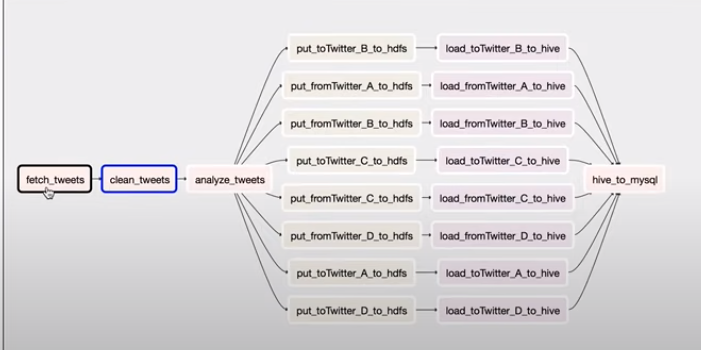 put_toTwitter_B_to_hdfs load_toTwitter_B_to_hive
put_fromTwitter_A_to_hdfs load_fromTwitter_A_to_hive
put_fromTwitter_B_to_hdfs load_fromTwitter_B_to_hive
put_toTwitter_C_to_hdfs load_toTwitter_C_to_hive
fetch_tweets clean_tweets analyze_tweets hive_to_mysql
put_fromTwitter_C_to_hdfs load_fromTwitter_C_to_hive
put_fromTwitter_D_to_hdfs load_fromTwitter_D_to_hive
put_toTwitter_A_to_hdfs load_toTwitter_A_to_hive
put_toTwitter_D_to_hdfs load_toTwitter_D_to_hive